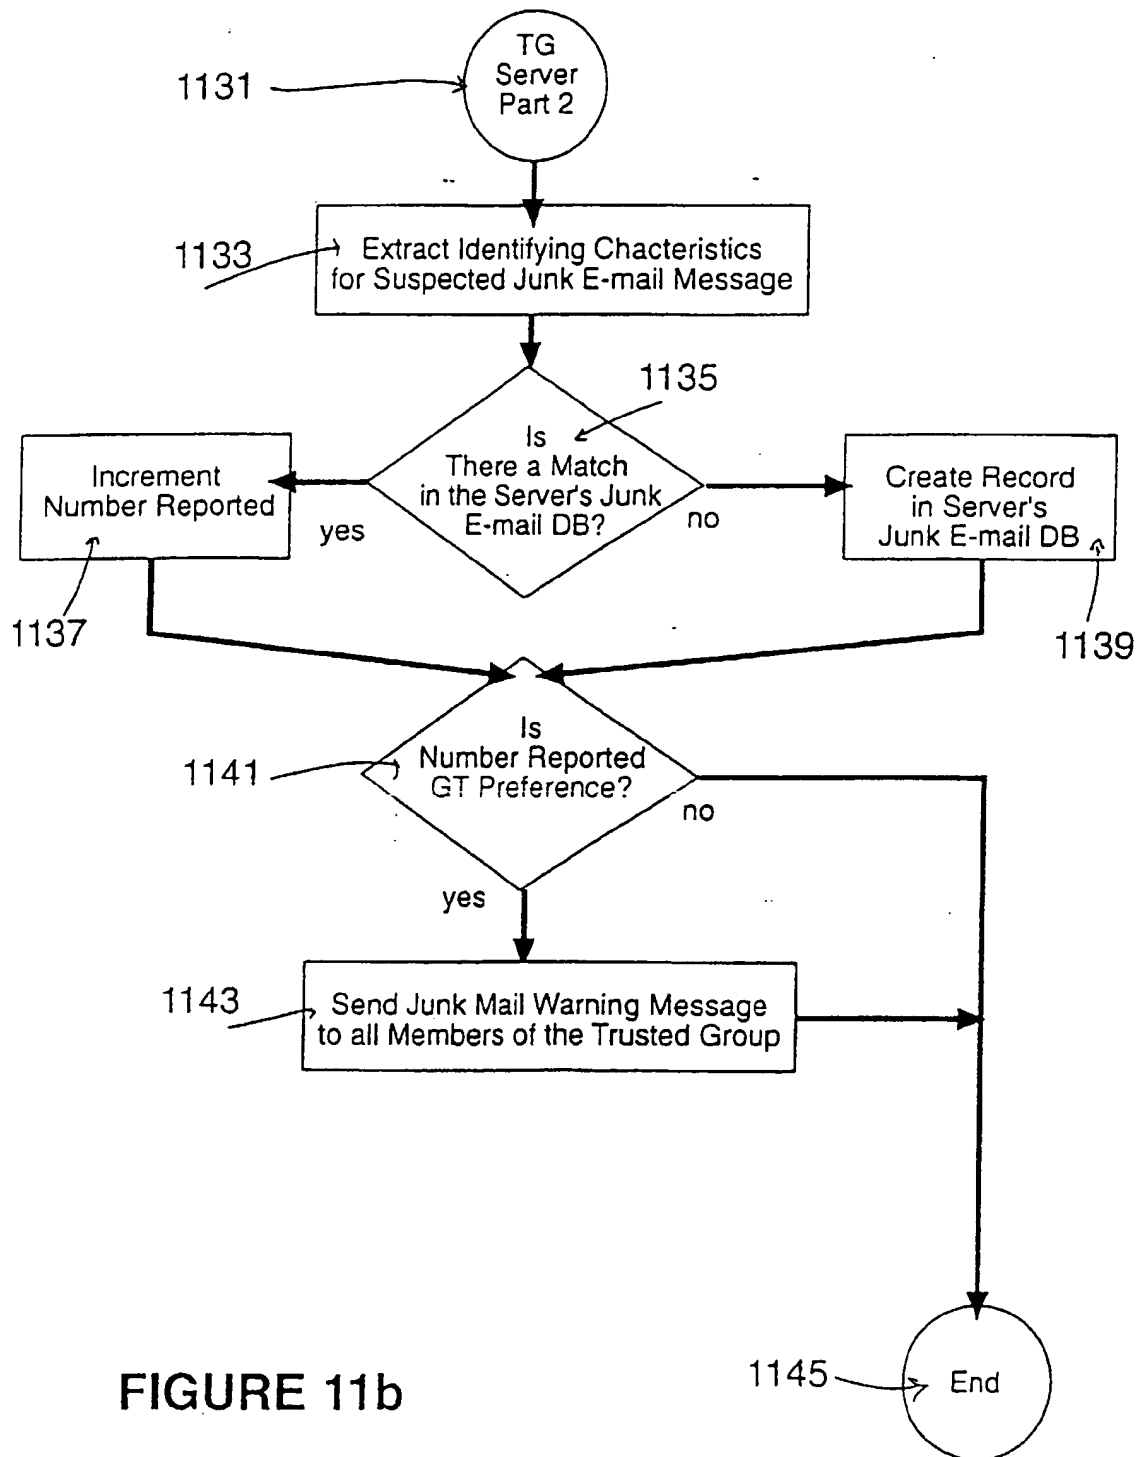 TG
Server
Part 2
1131
1133
Extract Identifying Chacteristics
for Suspected Junk E-mail Message
1135
Is
There a Match
in the Server's Junk
E-mail DB?
yes
no
Increment
Number Reported
1137
Create Record
in Server's
Junk E-mail DB
1139
Is
Number Reported
GT Preference?
1141
no
yes
1143
Send Junk Mail Warning Message
to all Members of the Trusted Group
1145
End
FIGURE 11b